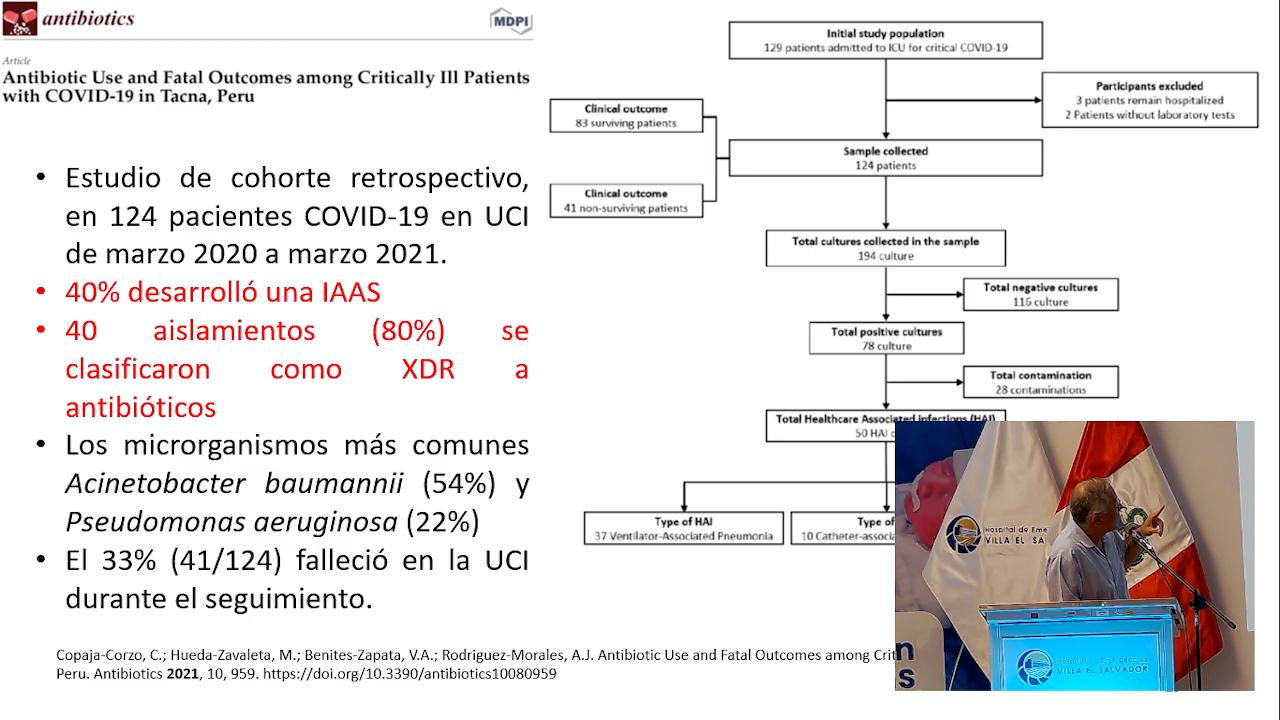 antibiotics
MDPI
Article
Antibiotic Use and Fatal Outcomes among Critically Ill Patients
with COVID-19 in Tacna, Peru
• Estudio de cohorte retrospectivo,
en 124 pacientes COVID-19 en UCI
de marzo 2020 a marzo 2021.
• 40% desarrolló una IAAS
• 40 aislamientos (80%) se
clasificaron como XDR a
antibióticos
• Los microrganismos más comunes
Acinetobacter baumannii (54%) y
Pseudomonas aeruginosa (22%)
• El 33% (41/124) falleció en la UCI
durante el seguimiento.
Initial study population
129 patients admitted to ICU for critical COVID-19
Participants excluded
3 patients remain hospitalized
2 Patients without laboratory tests
Clinical outcome
83 surviving patients
Sample collected
124 patients
Clinical outcome
41 non-surviving patients
Total cultures collected in the sample
194 culture
Total negative cultures
116 culture
Total positive cultures
78 culture
Total contamination
28 contaminations
Total Healthcare Associated infections (HAI)
50 HAI
Type of HAI
37 Ventilator-Associated Pneumonia
Type of
10 Catheter-associa
Hospital de Eme
VILLA EL SA
Hospital de Emergencias
VILLA EL SALVADOR
Copaja-Corzo, C.; Hueda-Zavaleta, M.; Benites-Zapata, V.A.; Rodriguez-Morales, A.J. Antibiotic Use and Fatal Outcomes among Crit
Peru. Antibiotics 2021, 10, 959. https://doi.org/10.3390/antibiotics10080959